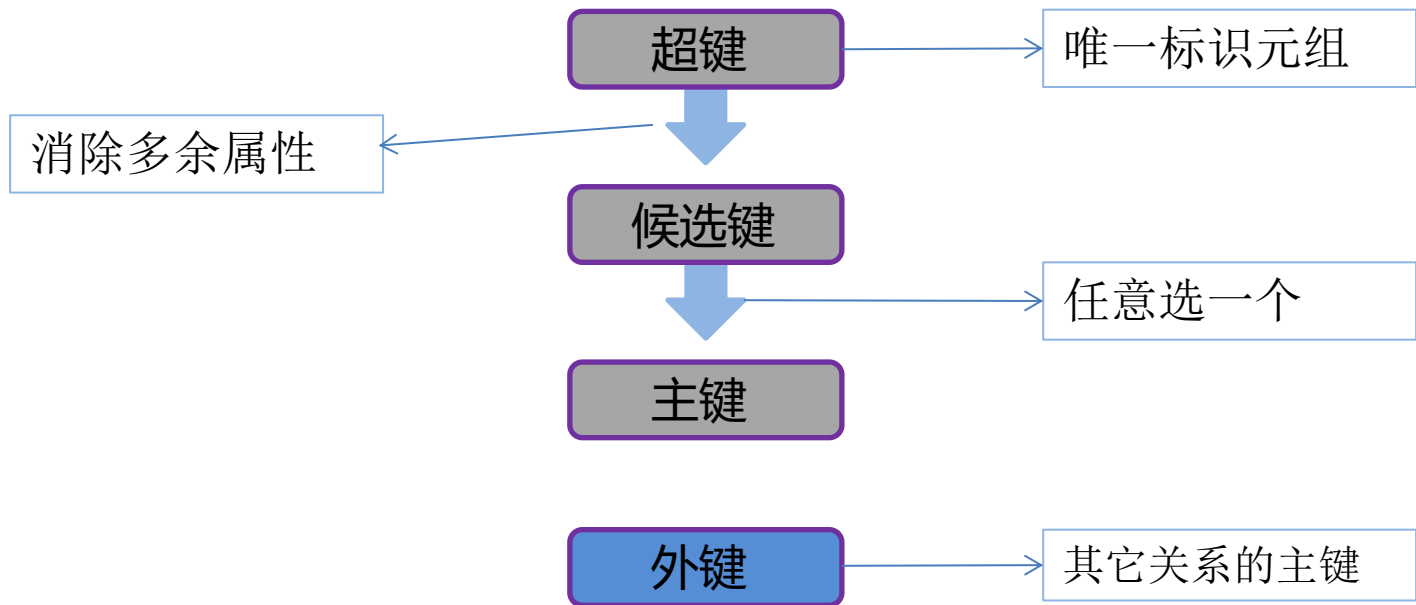 超键
唯一标识元组
消除多余属性
候选键
任意选一个
主键
外键
其它关系的主键